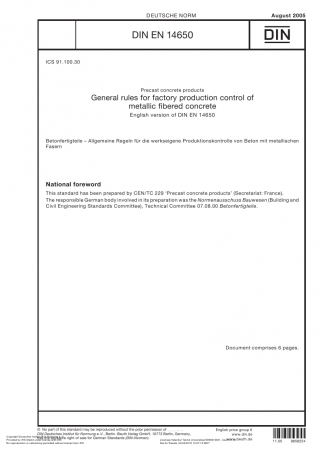 DEUTSCHE NORM
August 2005
DIN EN 14650
DIN
ICS 91.100.30
Precast concrete products
General rules for factory production control of
metallic fibered concrete
English version of DIN EN 14650
Betonfertigteile – Allgemeine Regeln für die werkseigene Produktionskontrolle von Beton mit metallischen
Fasern
National foreword
This standard has been prepared by CEN/TC 229 ‘Precast concrete products’ (Secretariat: France).
The responsible German body involved in its preparation was the Normenausschuss Bauwesen (Building and
Civil Engineering Standards Committee), Technical Committee 07.08.00 Betonfertigteile.
Document comprises 6 pages.
© No part of this standard may be reproduced without the prior permission of
DIN Deutsches Institut für Normung e.V., Berlin. Beuth Verlag GmbH, 10772 Berlin, Germany,
has the exclusive right of sale for German Standards (DIN-Normen).
English price group 6
www.din.de
www.beuth.de